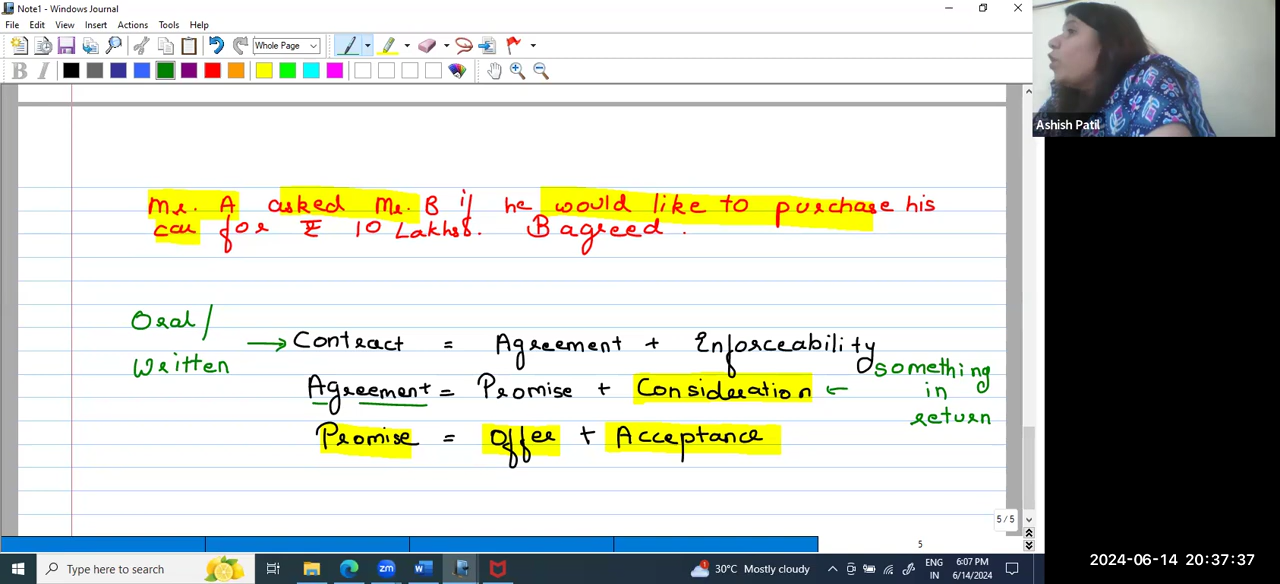 Note1 - Windows Journal
File Edit View Insert Actions Tools Help
Whole Page
B I
Ashish Patil
Mr. A asked Mr. B if he would like to purchase his
car for ₹ 10 Lakhs. B agreed.
Oral/
Written
Contract = Agreement + Enforceability
Agreement = Promise + Consideration
something
in
return
Promise = Offer + Acceptance
5/5
5
Type here to search
W
30°C Mostly cloudy
ENG
IN
6:07 PM
6/14/2024
2024-06-14 20:37:37